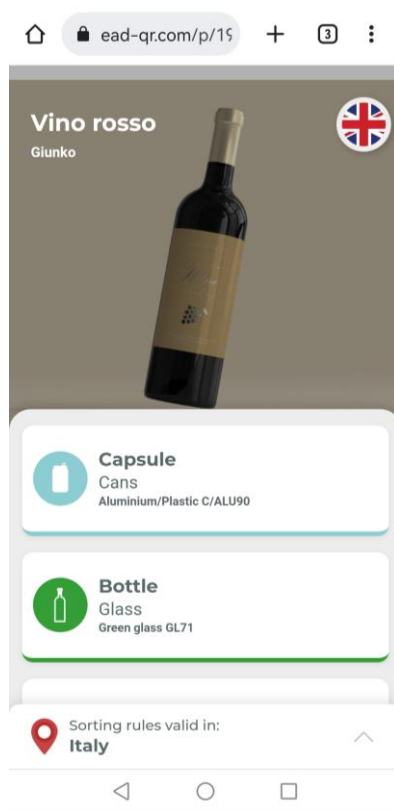 ead-qr.com/p/19
3
Vino rosso
Giunko
Capsule
Cans
Aluminium/Plastic C/ALU90
Bottle
Glass
Green glass GL71
Sorting rules valid in:
Italy